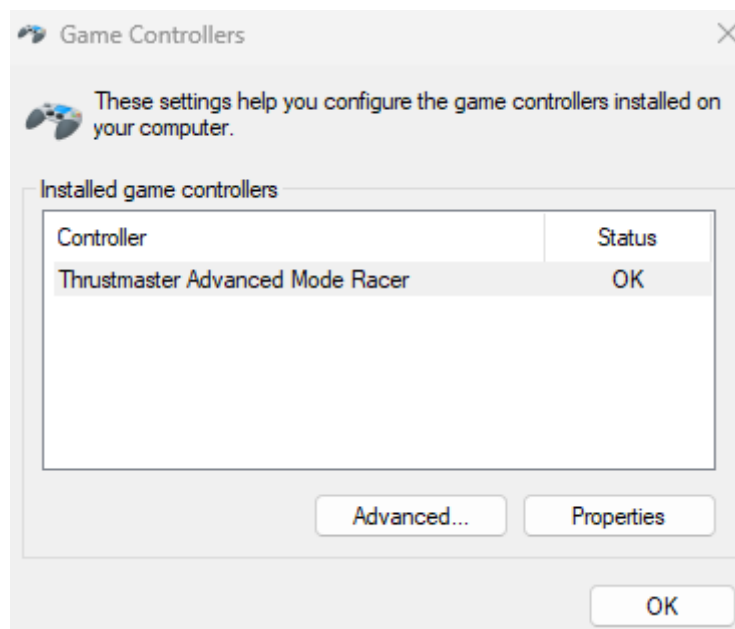 Game Controllers
These settings help you configure the game controllers installed on
your computer.
Installed game controllers
Controller Status
Thrustmaster Advanced Mode Racer OK
Advanced... Properties
OK